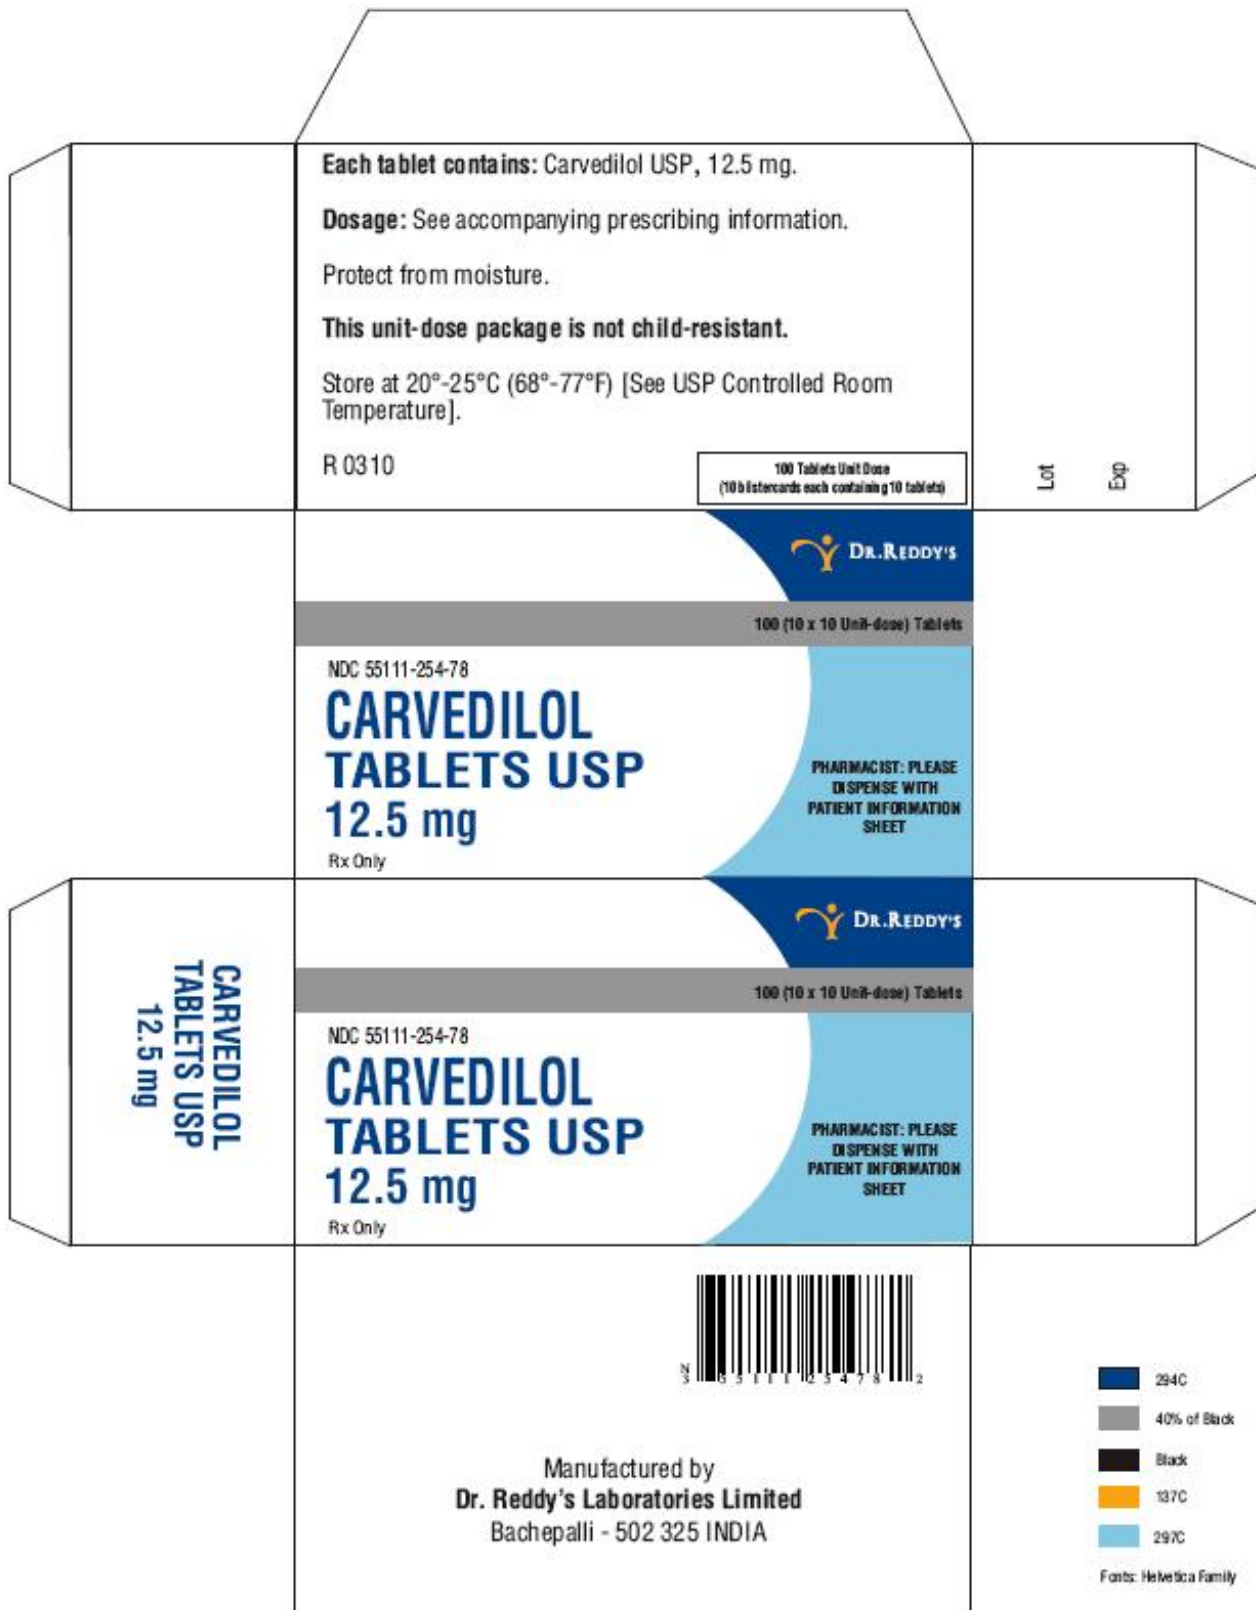 Each tablet contains: Carvedilol USP, 12.5 mg.
Dosage: See accompanying prescribing information.
Protect from moisture.
This unit-dose package is not child-resistant.
Store at 20°-25°C (68°-77°F) [See USP Controlled Room
Temperature].
R 0310
100 Tablets Unit Dose
(10 blistercards each containing 10 tablets)
Lot
Exp
DR.REDDY'S
100 (10 x 10 Unit-dose) Tablets
NDC 55111-254-78
CARVEDILOL
TABLETS USP
12.5 mg
Rx Only
PHARMACIST: PLEASE
DISPENSE WITH
PATIENT INFORMATION
SHEET
CARVEDILOL
TABLETS USP
12.5 mg
DR.REDDY'S
100 (10 x 10 Unit-dose) Tablets
NDC 55111-254-78
CARVEDILOL
TABLETS USP
12.5 mg
Rx Only
PHARMACIST: PLEASE
DISPENSE WITH
PATIENT INFORMATION
SHEET
N
3 55111 25478 2
Manufactured by
Dr. Reddy's Laboratories Limited
Bachepalli - 502 325 INDIA
294C
40% of Black
Black
137C
297C
Fonts: Helvetica Family